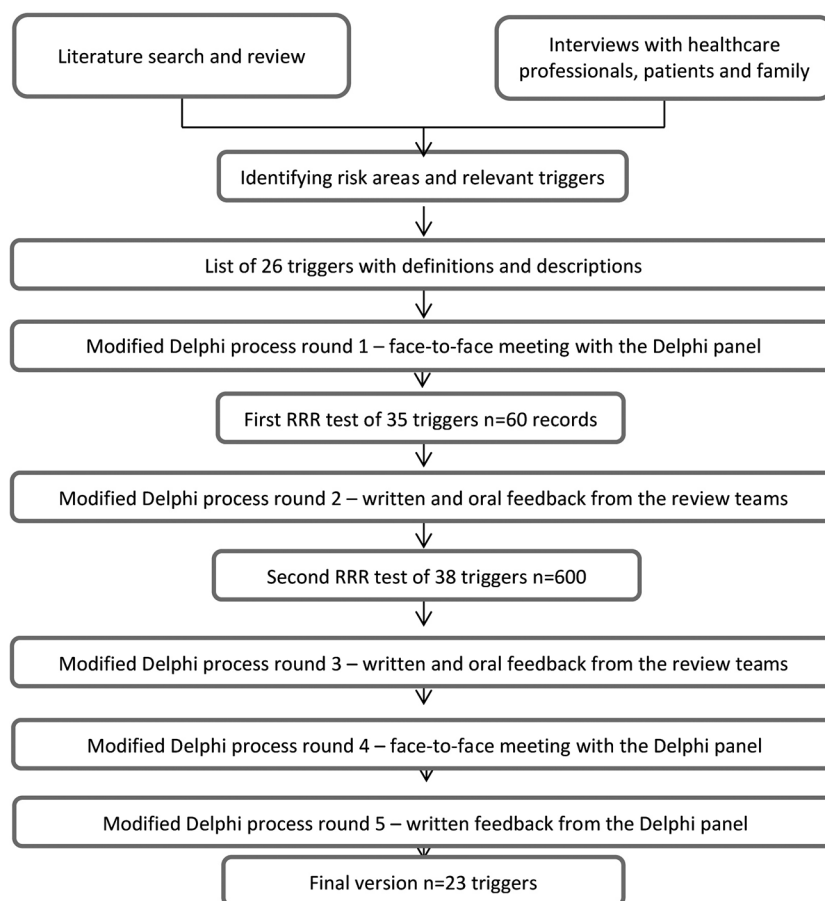 Literature search and review
Interviews with healthcare
professionals, patients and family
Identifying risk areas and relevant triggers
List of 26 triggers with definitions and descriptions
Modified Delphi process round 1 – face-to-face meeting with the Delphi panel
First RRR test of 35 triggers n=60 records
Modified Delphi process round 2 – written and oral feedback from the review teams
Second RRR test of 38 triggers n=600
Modified Delphi process round 3 – written and oral feedback from the review teams
Modified Delphi process round 4 – face-to-face meeting with the Delphi panel
Modified Delphi process round 5 – written feedback from the Delphi panel
Final version n=23 triggers